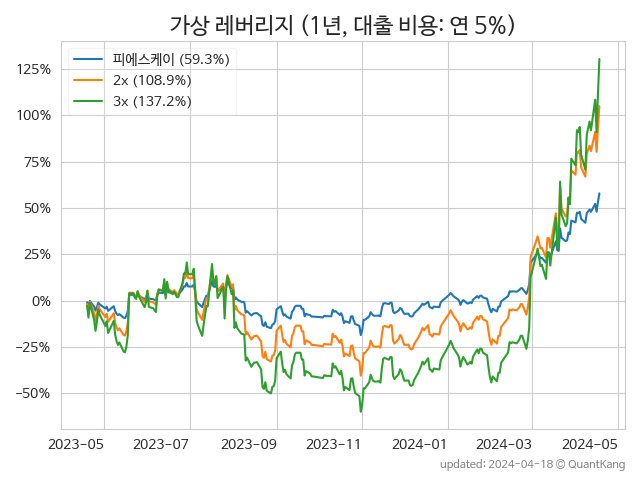 가상 레버리지 (1년, 대출 비용: 연 5%)
피에스케이 (59.3%)
2x (108.9%)
3x (137.2%)
125%
100%
75%
50%
25%
0%
−25%
−50%
2023-05 2023-07 2023-09 2023-11 2024-01 2024-03 2024-05
updated: 2024-04-18 © QuantKang